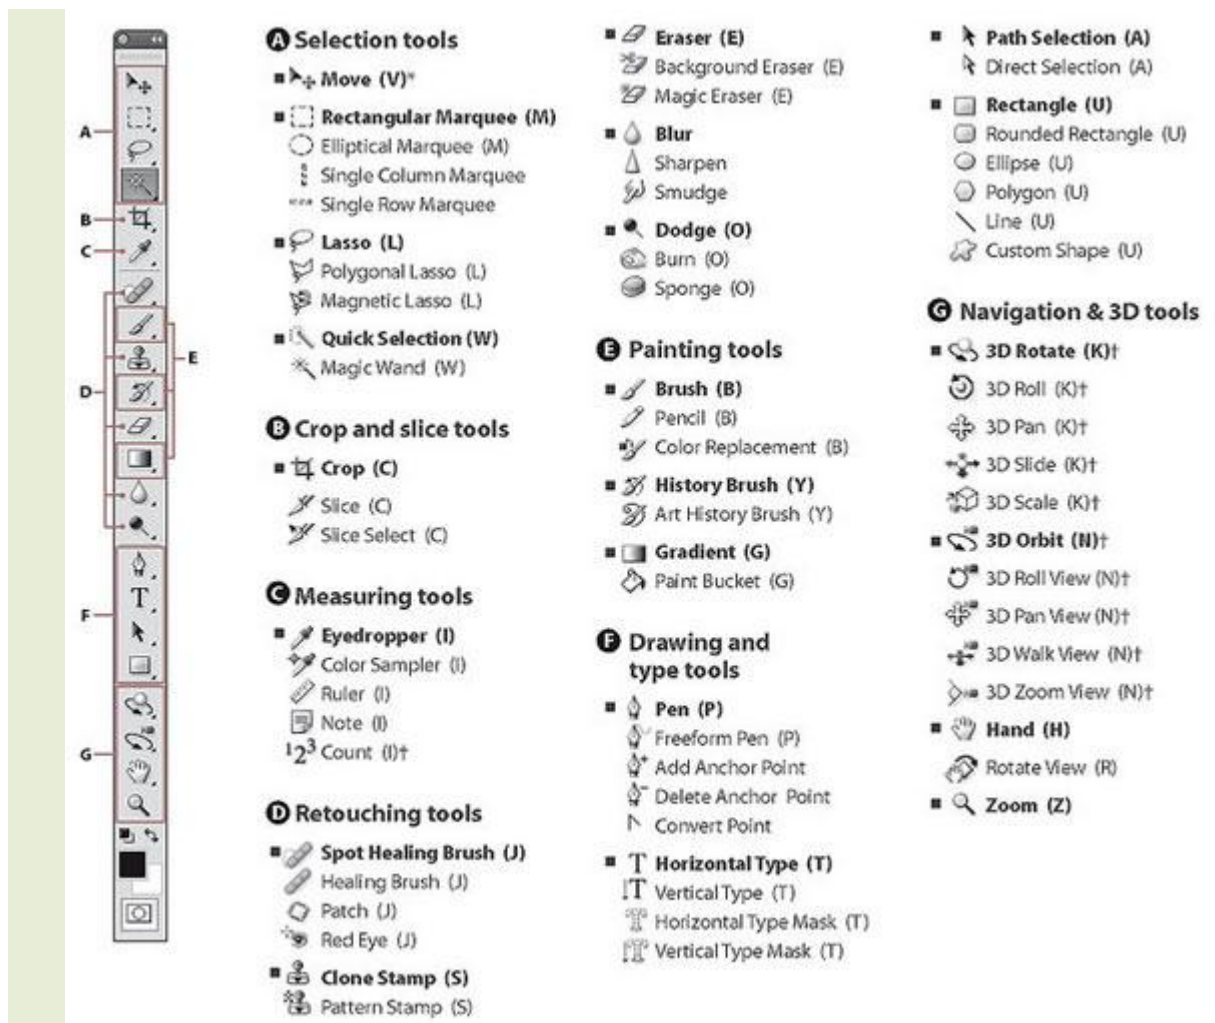 A
B
C
D
E
F
G
A Selection tools
Move (V)*
Rectangular Marquee (M)
Elliptical Marquee (M)
Single Column Marquee
Single Row Marquee
Lasso (L)
Polygonal Lasso (L)
Magnetic Lasso (L)
Quick Selection (W)
Magic Wand (W)
B Crop and slice tools
Crop (C)
Slice (C)
Slice Select (C)
C Measuring tools
Eyedropper (I)
Color Sampler (I)
Ruler (I)
Note (I)
Count (I)†
D Retouching tools
Spot Healing Brush (J)
Healing Brush (J)
Patch (J)
Red Eye (J)
Clone Stamp (S)
Pattern Stamp (S)
Eraser (E)
Background Eraser (E)
Magic Eraser (E)
Blur
Sharpen
Smudge
Dodge (O)
Burn (O)
Sponge (O)
E Painting tools
Brush (B)
Pencil (B)
Color Replacement (B)
History Brush (Y)
Art History Brush (Y)
Gradient (G)
Paint Bucket (G)
F Drawing and
type tools
Pen (P)
Freeform Pen (P)
Add Anchor Point
Delete Anchor Point
Convert Point
Horizontal Type (T)
Vertical Type (T)
Horizontal Type Mask (T)
Vertical Type Mask (T)
Path Selection (A)
Direct Selection (A)
Rectangle (U)
Rounded Rectangle (U)
Ellipse (U)
Polygon (U)
Line (U)
Custom Shape (U)
G Navigation & 3D tools
3D Rotate (K)†
3D Roll (K)†
3D Pan (K)†
3D Slide (K)†
3D Scale (K)†
3D Orbit (N)†
3D Roll View (N)†
3D Pan View (N)†
3D Walk View (N)†
3D Zoom View (N)†
Hand (H)
Rotate View (R)
Zoom (Z)